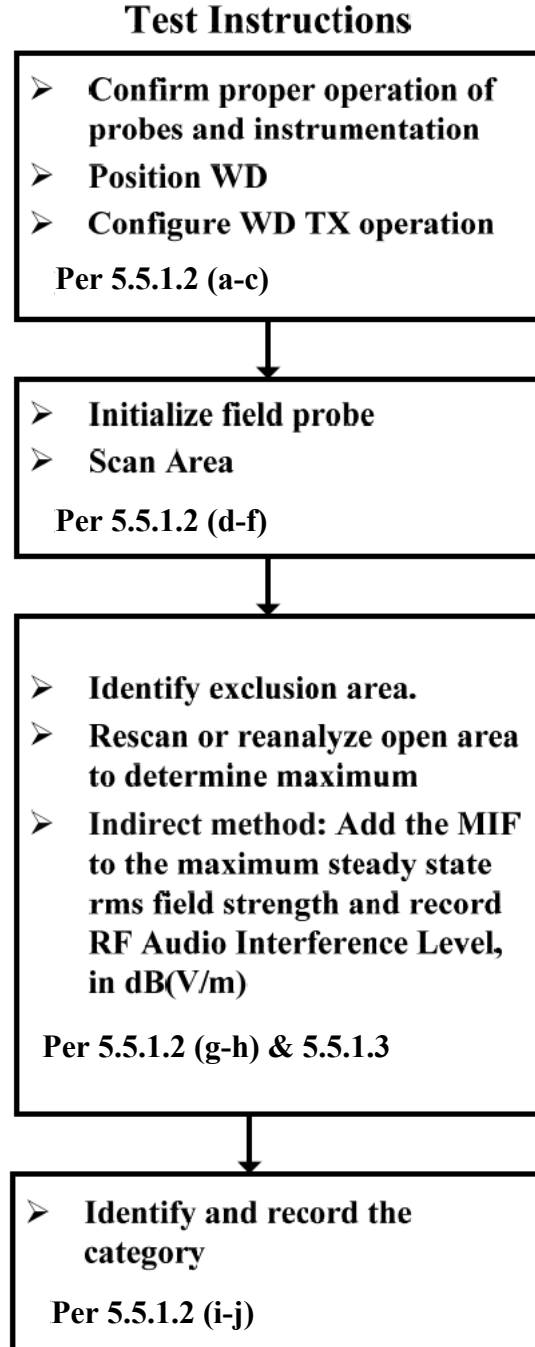 Test Instructions
➢ Confirm proper operation of
probes and instrumentation
➢ Position WD
➢ Configure WD TX operation
Per 5.5.1.2 (a-c)
➢ Initialize field probe
➢ Scan Area
Per 5.5.1.2 (d-f)
➢ Identify exclusion area.
➢ Rescan or reanalyze open area
to determine maximum
➢ Indirect method: Add the MIF
to the maximum steady state
rms field strength and record
RF Audio Interference Level,
in dB(V/m)
Per 5.5.1.2 (g-h) & 5.5.1.3
➢ Identify and record the
category
Per 5.5.1.2 (i-j)